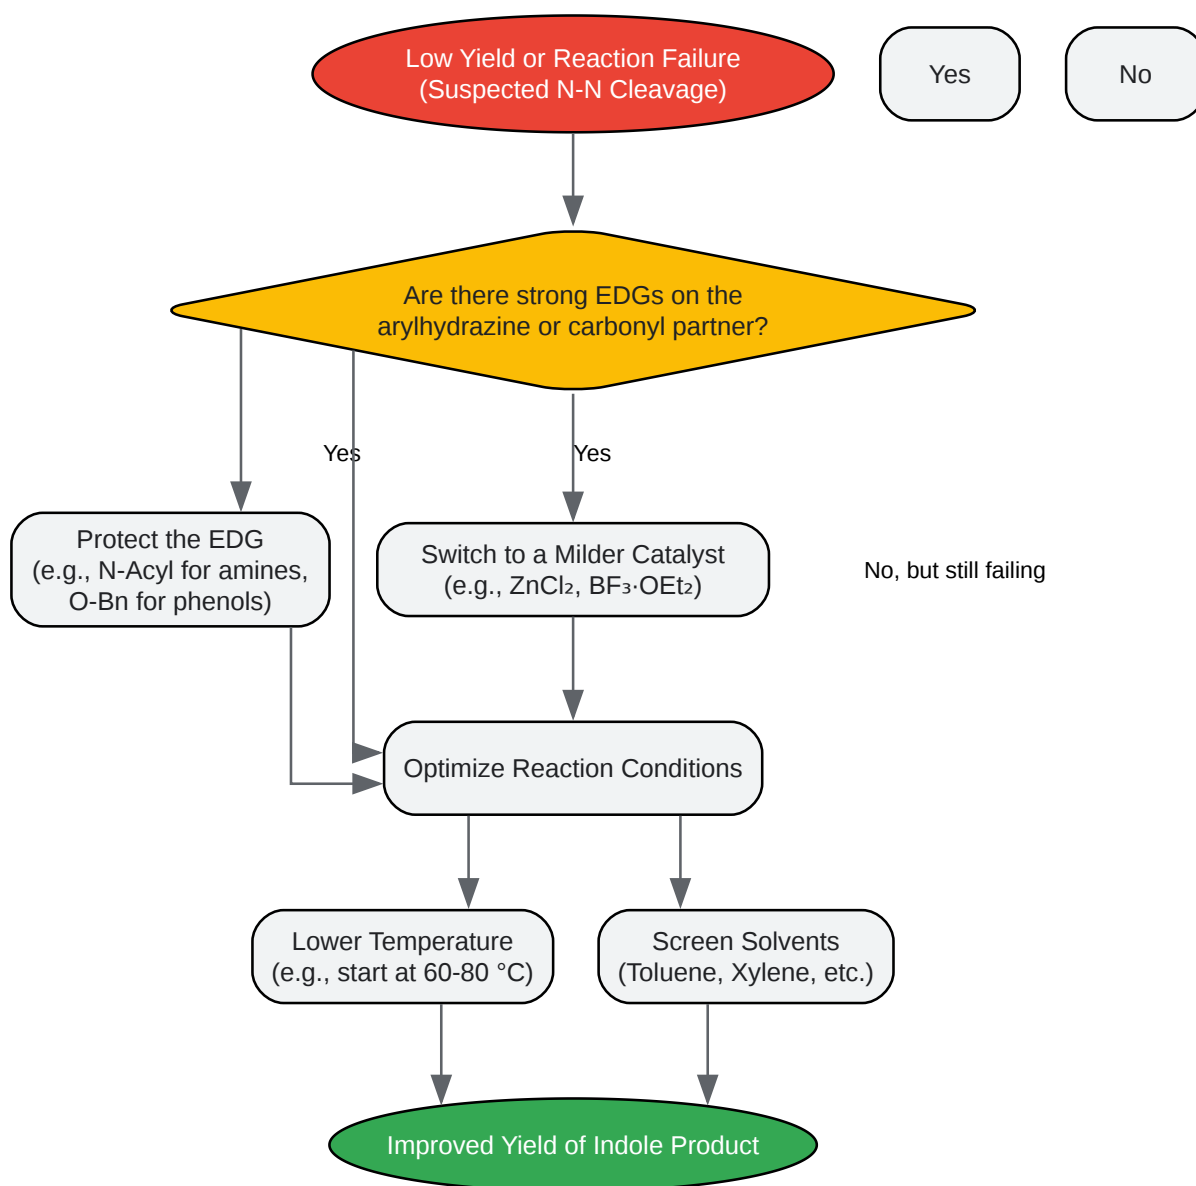 Low Yield or Reaction Failure
(Suspected N-N Cleavage)
Yes
No
Are there strong EDGs on the
arylhydrazine or carbonyl partner?
Yes
Yes
Protect the EDG
(e.g., N-Acyl for amines,
O-Bn for phenols)
Switch to a Milder Catalyst
(e.g., ZnCl₂, BF₃·OEt₂)
No, but still failing
Optimize Reaction Conditions
Lower Temperature
(e.g., start at 60-80 °C)
Screen Solvents
(Toluene, Xylene, etc.)
Improved Yield of Indole Product